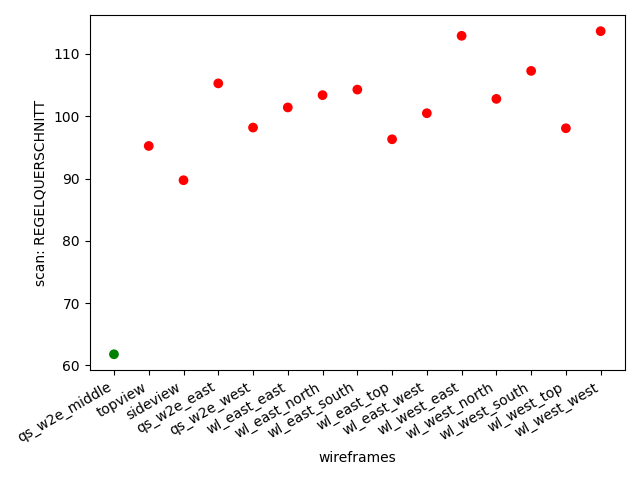 110
100
90
80
70
60
scan: REGELQUERSCHNITT
qs_w2e_middle
topview
sideview
qs_w2e_east
qs_w2e_west
wl_east_east
wl_east_north
wl_east_south
wl_east_top
wl_east_west
wl_west_east
wl_west_north
wl_west_south
wl_west_top
wl_west_west
wireframes